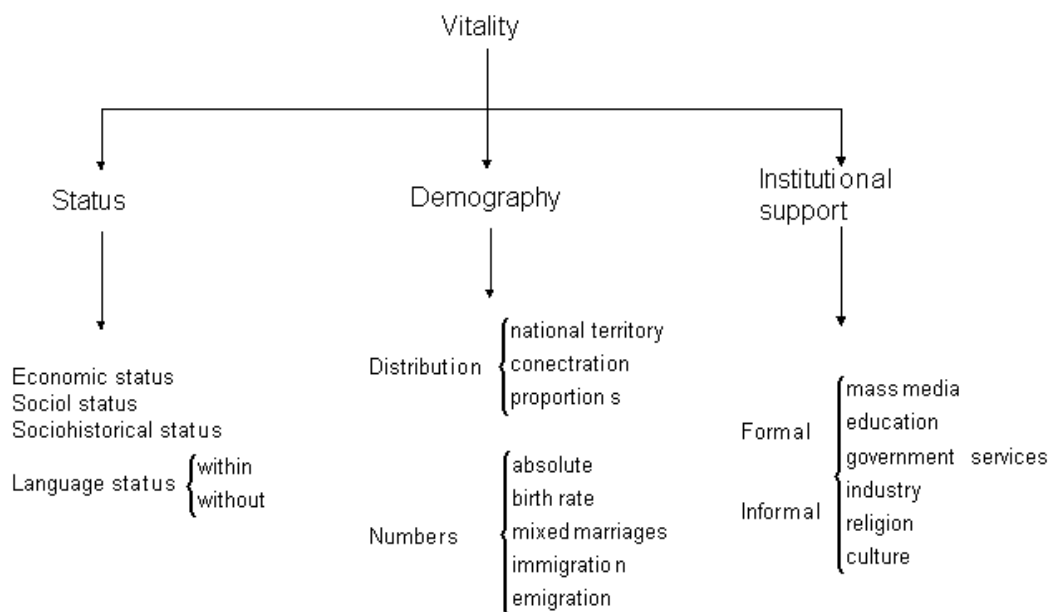 Vitality
Status
Demography
Institutional
support
Economic status
Sociol status
Sociohistorical status
Language status
within
without
Distribution
national territory
conectration
proportion s
Numbers
absolute
birth rate
mixed marriages
immigration
emigration
Formal
Informal
mass media
education
government services
industry
religion
culture